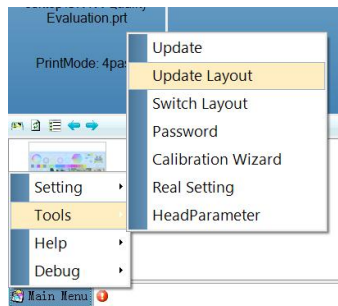 Evaluation.prt
PrintMode: 4pas
Update
Update Layout
Switch Layout
Password
Calibration Wizard
Real Setting
HeadParameter
Setting
Tools
Help
Debug
Main Menu